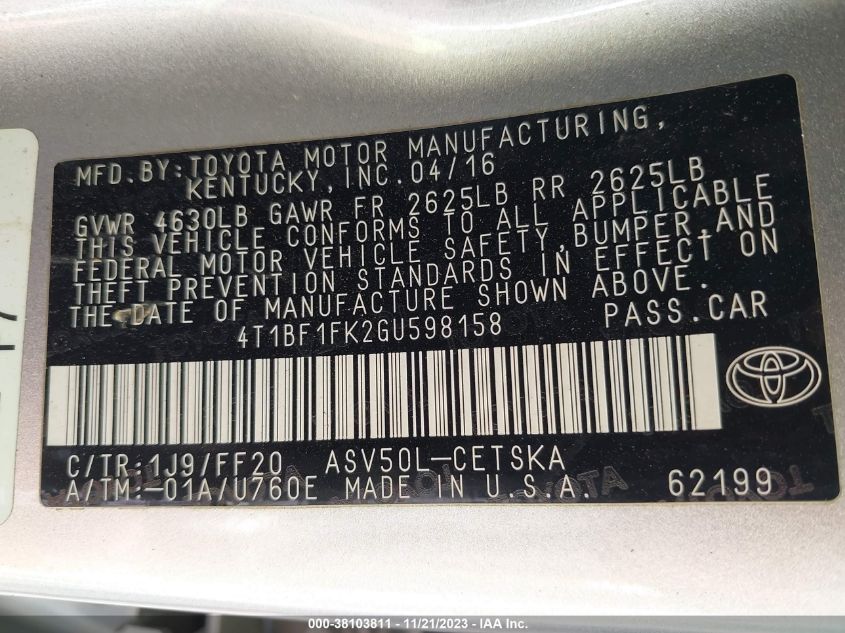 MFD. BY: TOYOTA MOTOR MANUFACTURING,
KENTUCKY, INC. 04/16
GVWR 4630LB GAWR FR 2625LB RR 2625LB
THIS VEHICLE CONFORMS TO ALL APPLICABLE
FEDERAL MOTOR VEHICLE SAFETY, BUMPER, AND
THEFT PREVENTION STANDARDS IN EFFECT ON
THE DATE OF MANUFACTURE SHOWN ABOVE.
4T1BF1FK2GU598158 PASS. CAR
C/TR: 1J9/FF20 ASV50L-CETSKA
A/TM: -01A/U760E MADE IN U.S.A. 62199
000-38103811 - 11/21/2023 - IAA Inc.